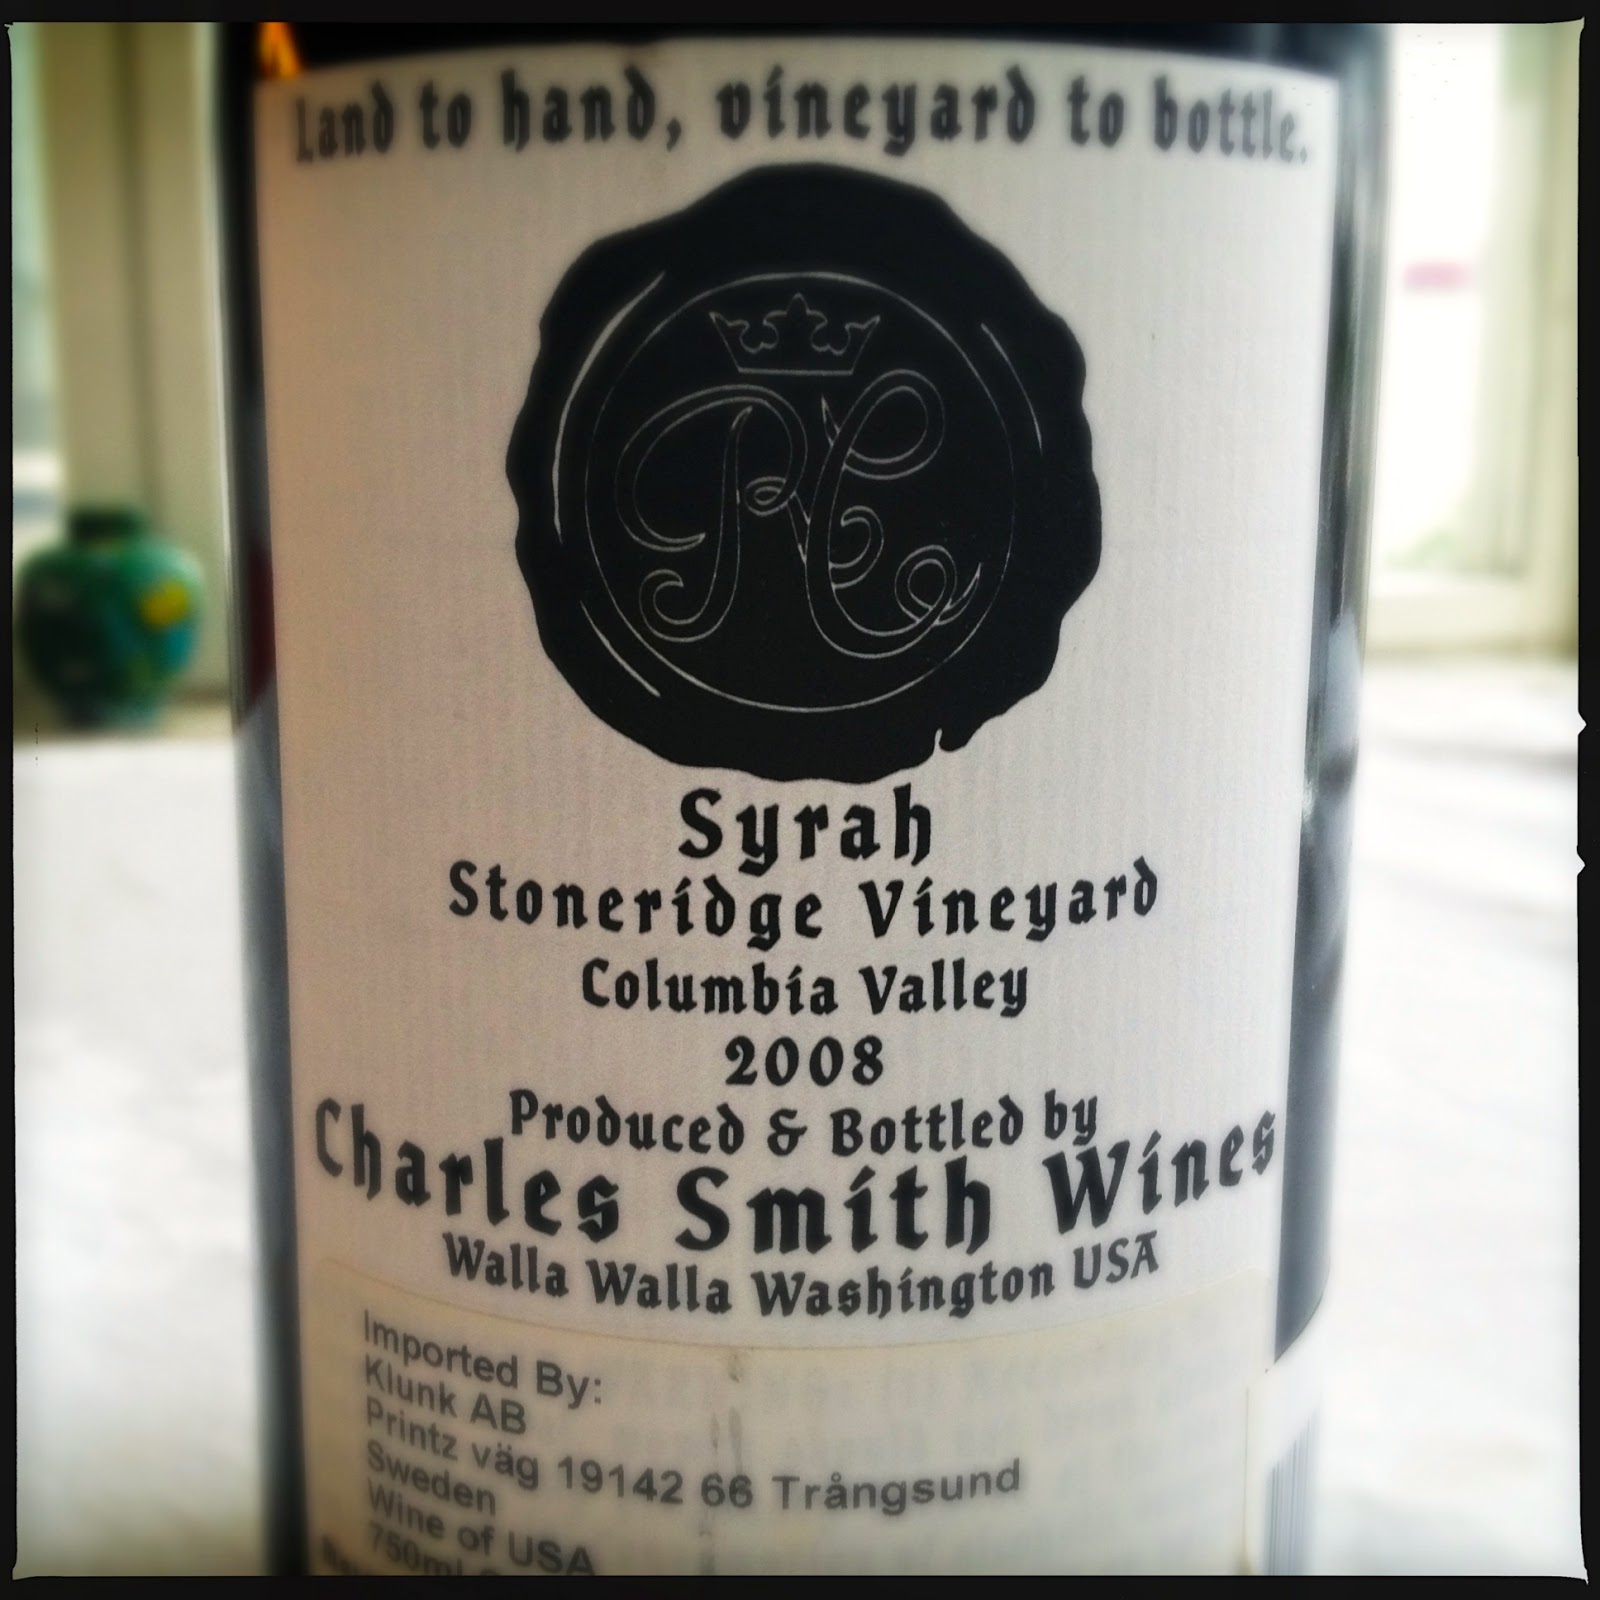 Land to hand, vineyard to bottle.
Syrah
Stoneridge Vineyard
Columbia Valley
2008
Produced & Bottled by
Charles Smith Wines
Walla Walla Washington USA
Imported By:
Klunk AB
Printz väg 19142 66 Trångsund
Sweden
Wine of USA
750ml